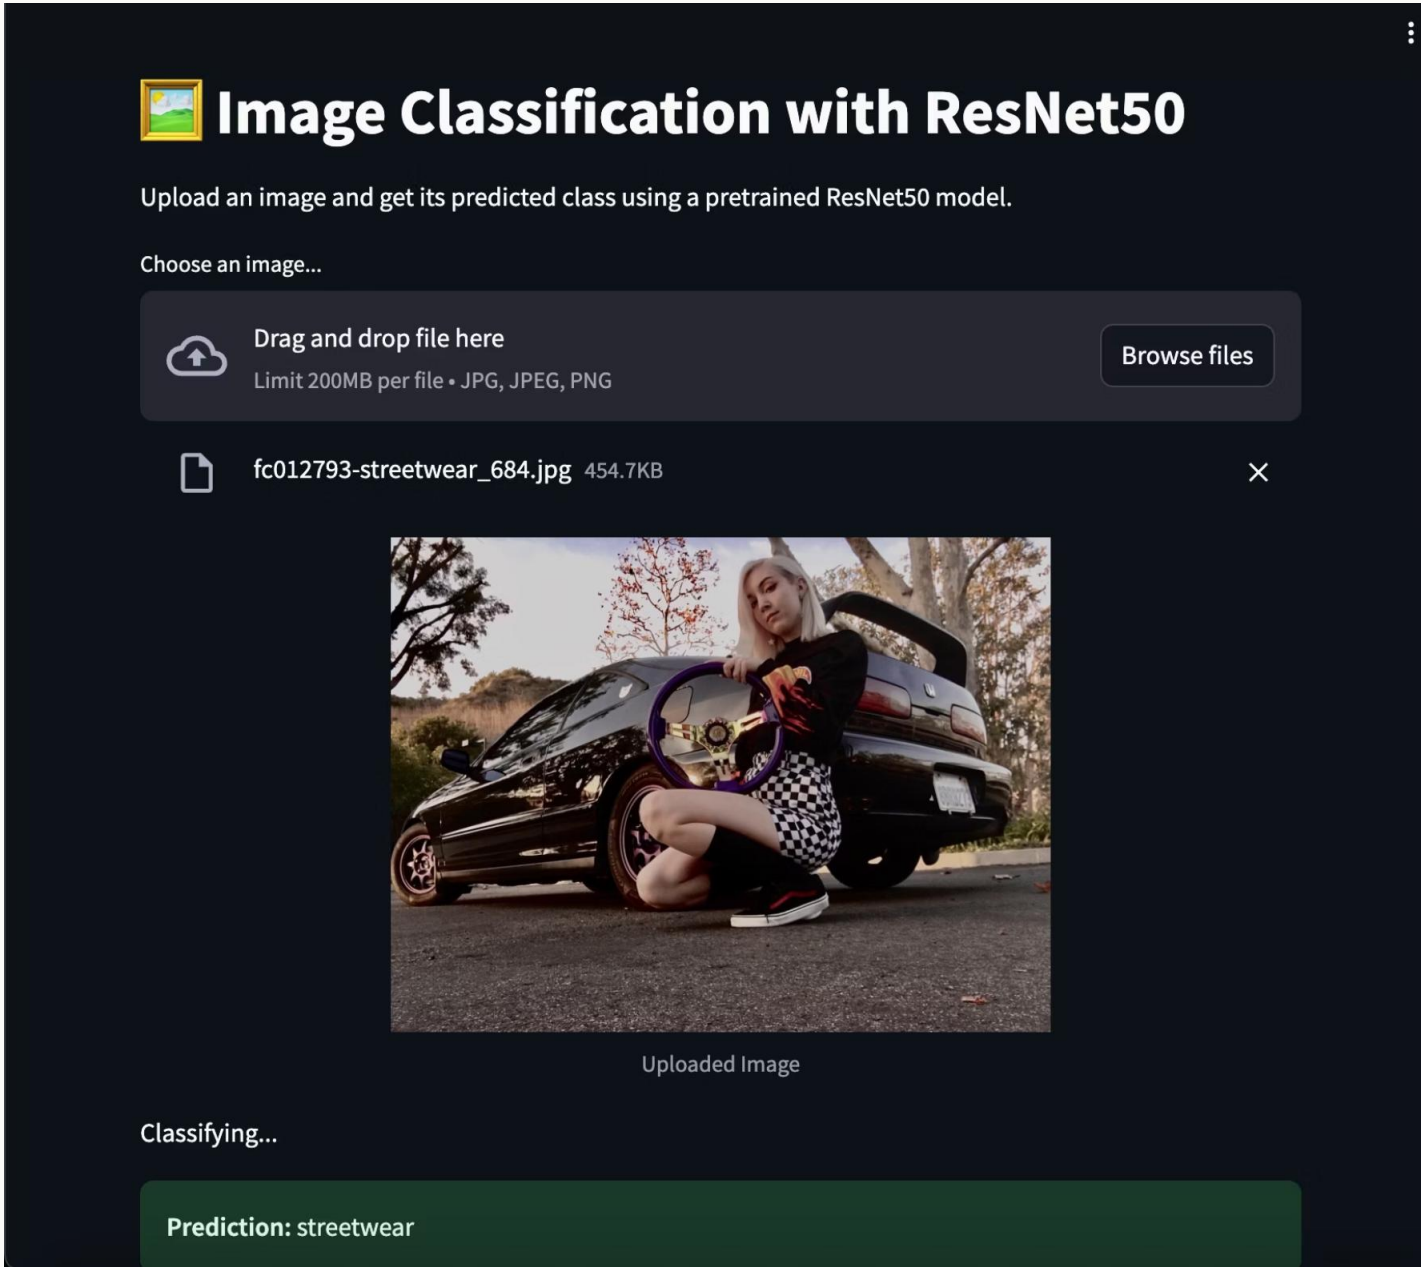 Image Classification with ResNet50
Upload an image and get its predicted class using a pretrained ResNet50 model.
Choose an image...
Drag and drop file here
Limit 200MB per file • JPG, JPEG, PNG
Browse files
fc012793-streetwear_684.jpg 454.7KB
Uploaded Image
Classifying...
Prediction: streetwear